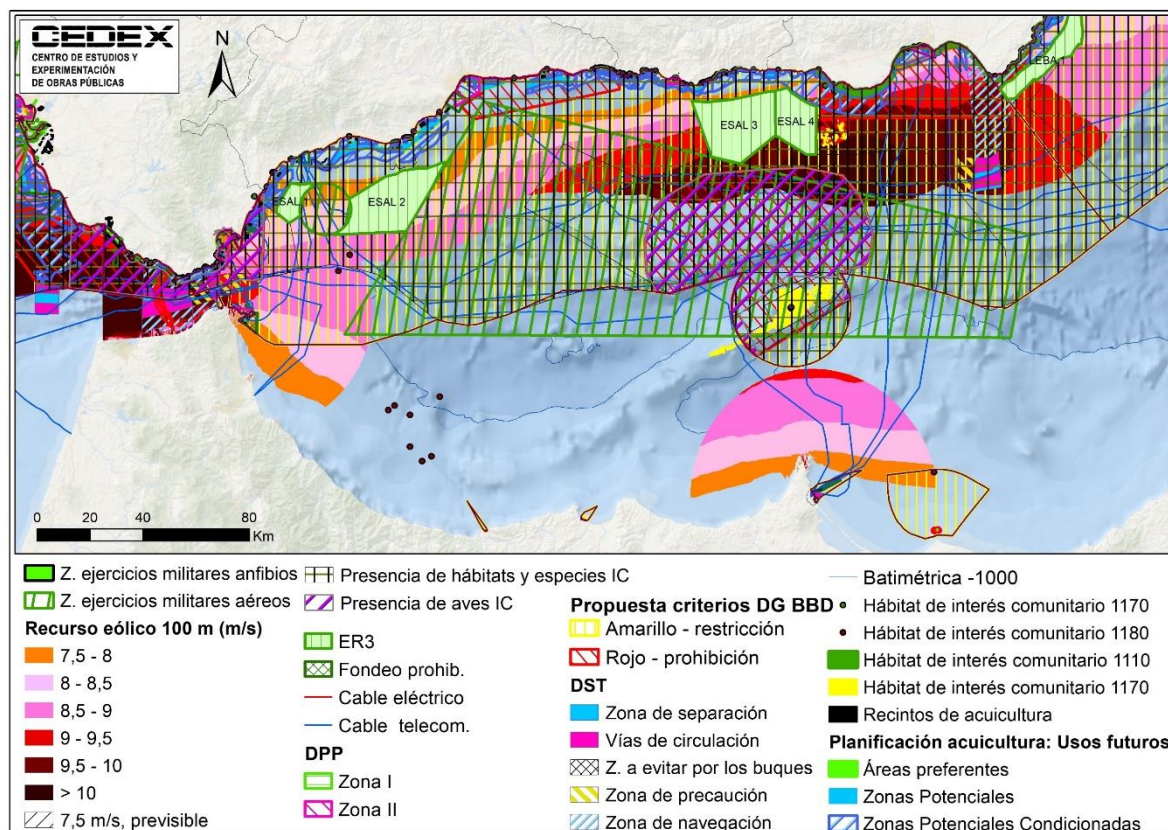 CEDEX
CENTRO DE ESTUDIOS Y
EXPERIMENTACIÓN
DE OBRAS PÚBLICAS
N
LEBA 1
ESAL 3
ESAL 4
ESAL 1
ESAL 2
0 20 40 80
Km
Z. ejercicios militares anfibios
Z. ejercicios militares aéreos
Recurso eólico 100 m (m/s)
7,5 - 8
8 - 8,5
8,5 - 9
9 - 9,5
9,5 - 10
> 10
7,5 m/s, previsible
Presencia de hábitats y especies IC
Presencia de aves IC
ER3
Fondeo prohib.
Cable eléctrico
Cable telecom.
DPP
Zona I
Zona II
Propuesta criterios DG BBD
Amarillo - restricción
Rojo - prohibición
DST
Zona de separación
Vías de circulación
Z. a evitar por los buques
Zona de precaución
Zona de navegación
Batimétrica -1000
Hábitat de interés comunitario 1170
Hábitat de interés comunitario 1180
Hábitat de interés comunitario 1110
Hábitat de interés comunitario 1170
Recintos de acuicultura
Planificación acuicultura: Usos futuros
Áreas preferentes
Zonas Potenciales
Zonas Potenciales Condicionadas